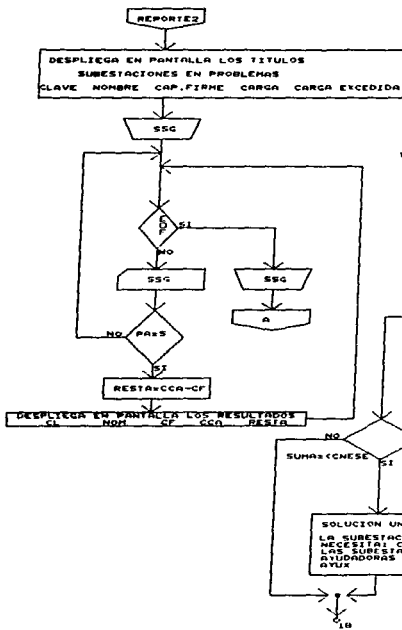 REPORTE2
DESPLIEGA EN PANTALLA LOS TITULOS
SUBESTACIONES EN PROBLEMAS
CLAVE NOMBRE CAP.FIRME CARGA CARGA EXCEDIDA
SSG
EOF
SI
NO
SSG
SSG
A
NO
PA=S
SI
RESTA=CCA-CF
DESPLIEGA EN PANTALLA LOS RESULTADOS
CL NOM CF CCA RESTA
NO
SUMA=<CNESE
SI
SOLUCION UN
LA SUBESTAC
NECESITA: C
LAS SUBESTA
AYUDADORAS
AYUX
18